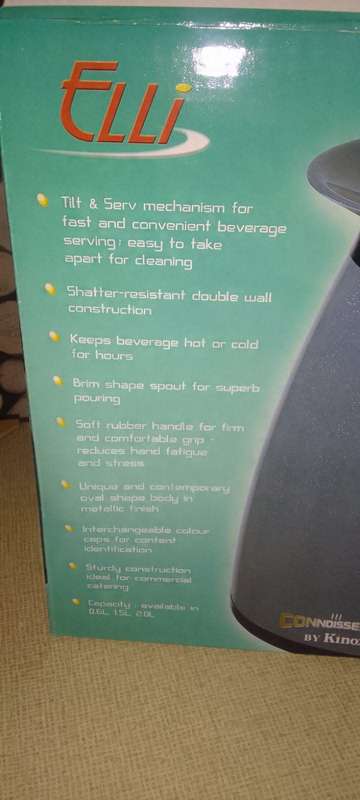 ELLi
Tilt & Serv mechanism for
fast and convenient beverage
serving; easy to take
apart for cleaning
Shatter-resistant double wall
construction
Keeps beverage hot or cold
for hours
Brim shape spout for superb
pouring
Soft rubber handle for firm
and comfortable grip -
reduces hand fatigue
and stress
Unique and contemporary
oval shape body in
metallic finish
Interchangeable colour
caps for content
identification
Sturdy construction
ideal for commercial
catering
Capacity : available in
0.6L, 1.5L, 2.0L
CONNOISSE
BY KINOX